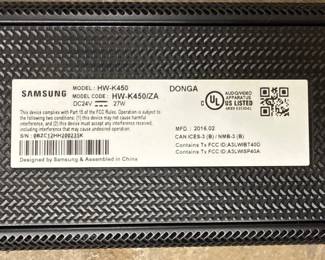 SAMSUNG
MODEL : HW-K450
MODEL CODE : HW-K450/ZA
DC24V 27W
This device complies with Part 15 of the FCC Rules. Operation is subject to
the following two conditions: (1) this device may not cause harmful
interference, and (2) this device must accept any interference received,
including interference that may cause undesired operation.
Designed by Samsung & Assembled in China
DONGA
c UL US LISTED
AUDIO/VIDEO
APPARATUS
MFD. : 2016.02
CAN ICES-3 (B) / NMB-3 (B)
Contains Tx FCC ID:A3LWIBT40D
Contains Tx FCC ID:A3LWISP40A